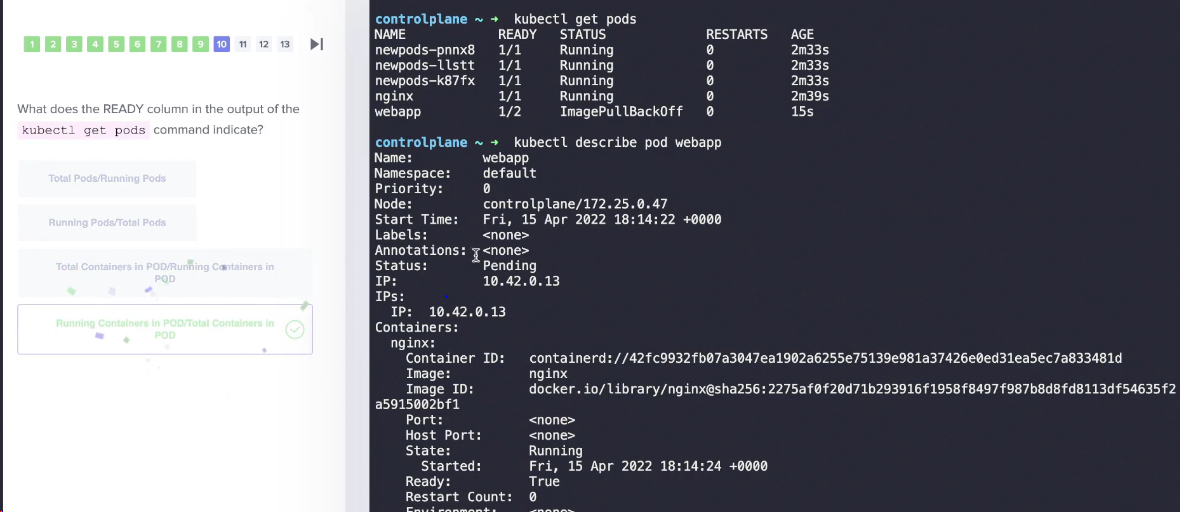 1 2 3 4 5 6 7 8 9 10 11 12 13
What does the READY column in the output of the
kubectl get pods command indicate?
Total Pods/Running Pods
Running Pods/Total Pods
Total Containers in POD/Running Containers in
POD
Running Containers in POD/Total Containers in
POD
controlplane ~ → kubectl get pods
NAME READY STATUS RESTARTS AGE
newpods-pnnx8 1/1 Running 0 2m33s
newpods-llstt 1/1 Running 0 2m33s
newpods-k87fx 1/1 Running 0 2m33s
nginx 1/1 Running 0 2m39s
webapp 1/2 ImagePullBackOff 0 15s
controlplane ~ → kubectl describe pod webapp
Name: webapp
Namespace: default
Priority: 0
Node: controlplane/172.25.0.47
Start Time: Fri, 15 Apr 2022 18:14:22 +0000
Labels: <none>
Annotations: <none>
Status: Pending
IP: 10.42.0.13
IPs:
IP: 10.42.0.13
Containers:
nginx:
Container ID: containerd://42fc9932fb07a3047ea1902a6255e75139e981a37426e0ed31ea5ec7a833481d
Image: nginx
Image ID: docker.io/library/nginx@sha256:2275af0f20d71b293916f1958f8497f987b8d8fd8113df54635f2
a5915002bf1
Port: <none>
Host Port: <none>
State: Running
Started: Fri, 15 Apr 2022 18:14:24 +0000
Ready: True
Restart Count: 0
Environment: <none>